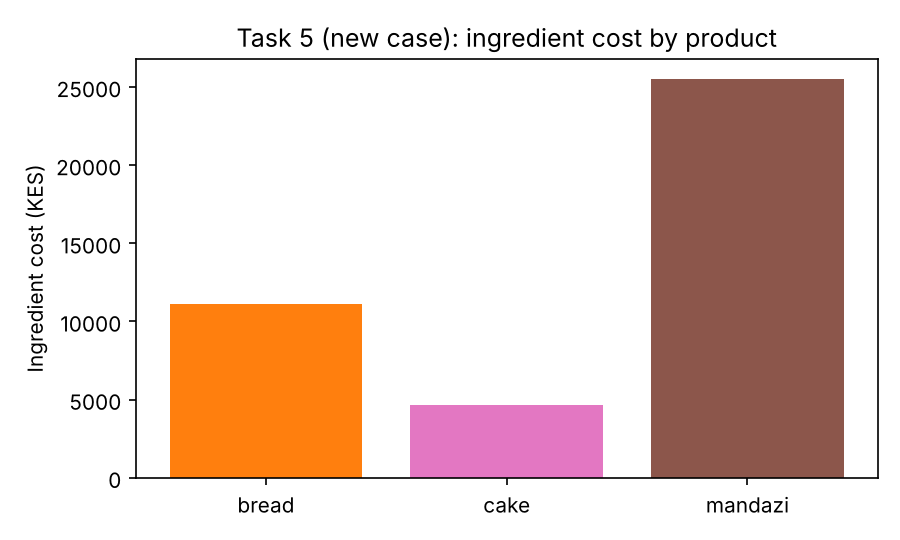 Task 5 (new case): ingredient cost by product
Ingredient cost (KES)
25000
20000
15000
10000
5000
0
bread cake mandazi